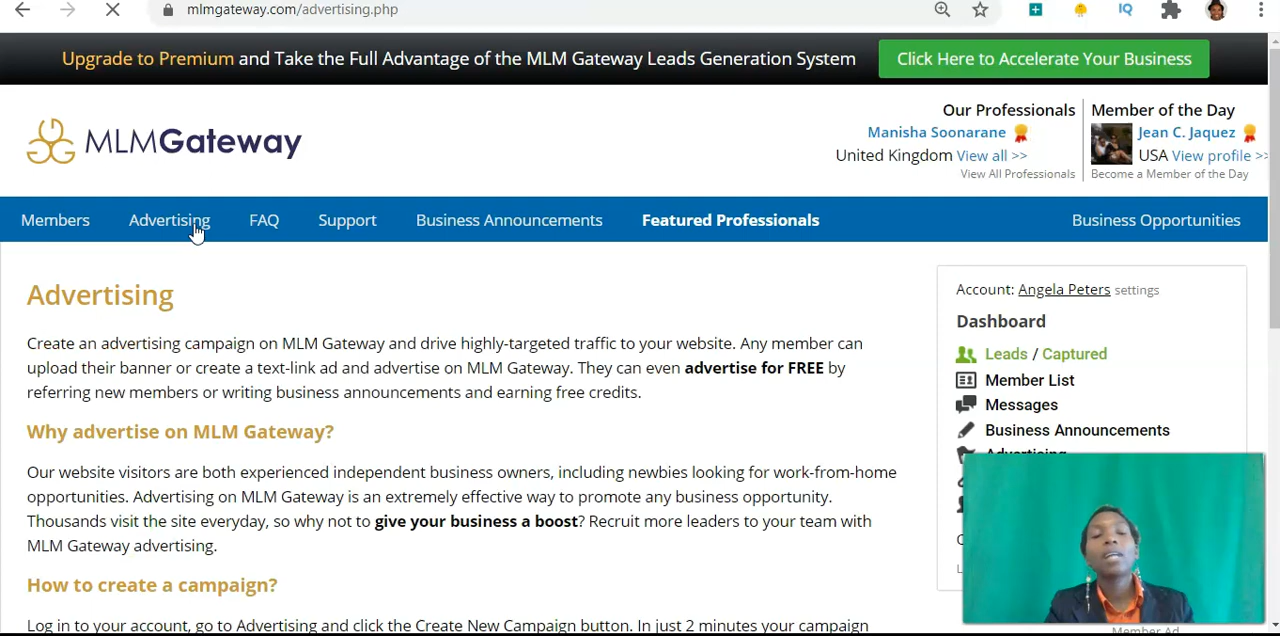 mlmgateway.com/advertising.php
IQ
Upgrade to Premium and Take the Full Advantage of the MLM Gateway Leads Generation System
Click Here to Accelerate Your Business
MLMGateway
Our Professionals
Manisha Soonarane
United Kingdom View all >>
View All Professionals
Member of the Day
Jean C. Jaquez
USA View profile >>
Become a Member of the Day
Members Advertising FAQ Support Business Announcements Featured Professionals Business Opportunities
Advertising
Create an advertising campaign on MLM Gateway and drive highly-targeted traffic to your website. Any member can
upload their banner or create a text-link ad and advertise on MLM Gateway. They can even advertise for FREE by
referring new members or writing business announcements and earning free credits.
Why advertise on MLM Gateway?
Our website visitors are both experienced independent business owners, including newbies looking for work-from-home
opportunities. Advertising on MLM Gateway is an extremely effective way to promote any business opportunity.
Thousands visit the site everyday, so why not to give your business a boost? Recruit more leaders to your team with
MLM Gateway advertising.
How to create a campaign?
Log in to your account, go to Advertising and click the Create New Campaign button. In just 2 minutes your campaign
Account: Angela Peters settings
Dashboard
Leads / Captured
Member List
Messages
Business Announcements
Advertising
Member Ad